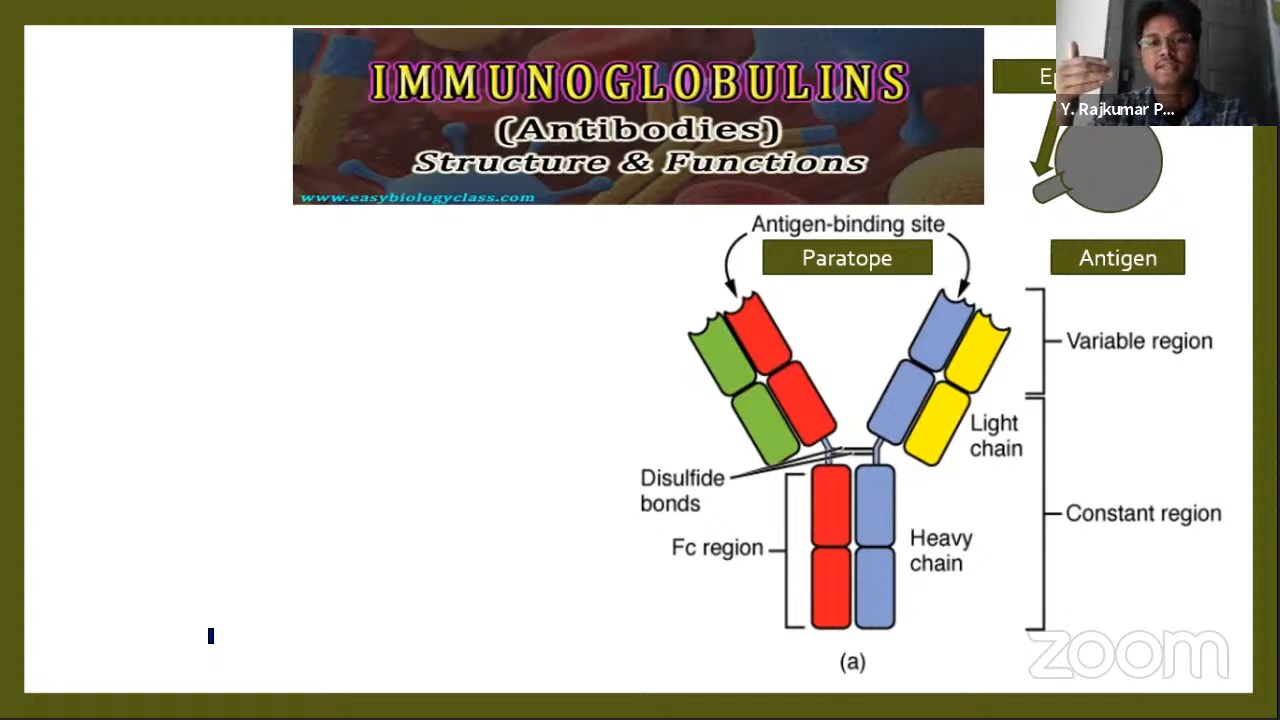 IMMUNOGLOBULINS
(Antibodies)
Structure & Functions
www.easybiologyclass.com
Y. Rajkumar P...
Antigen-binding site
Paratope
Antigen
Variable region
Light
chain
Disulfide
bonds
Constant region
Fc region
Heavy
chain
(a)
zoom